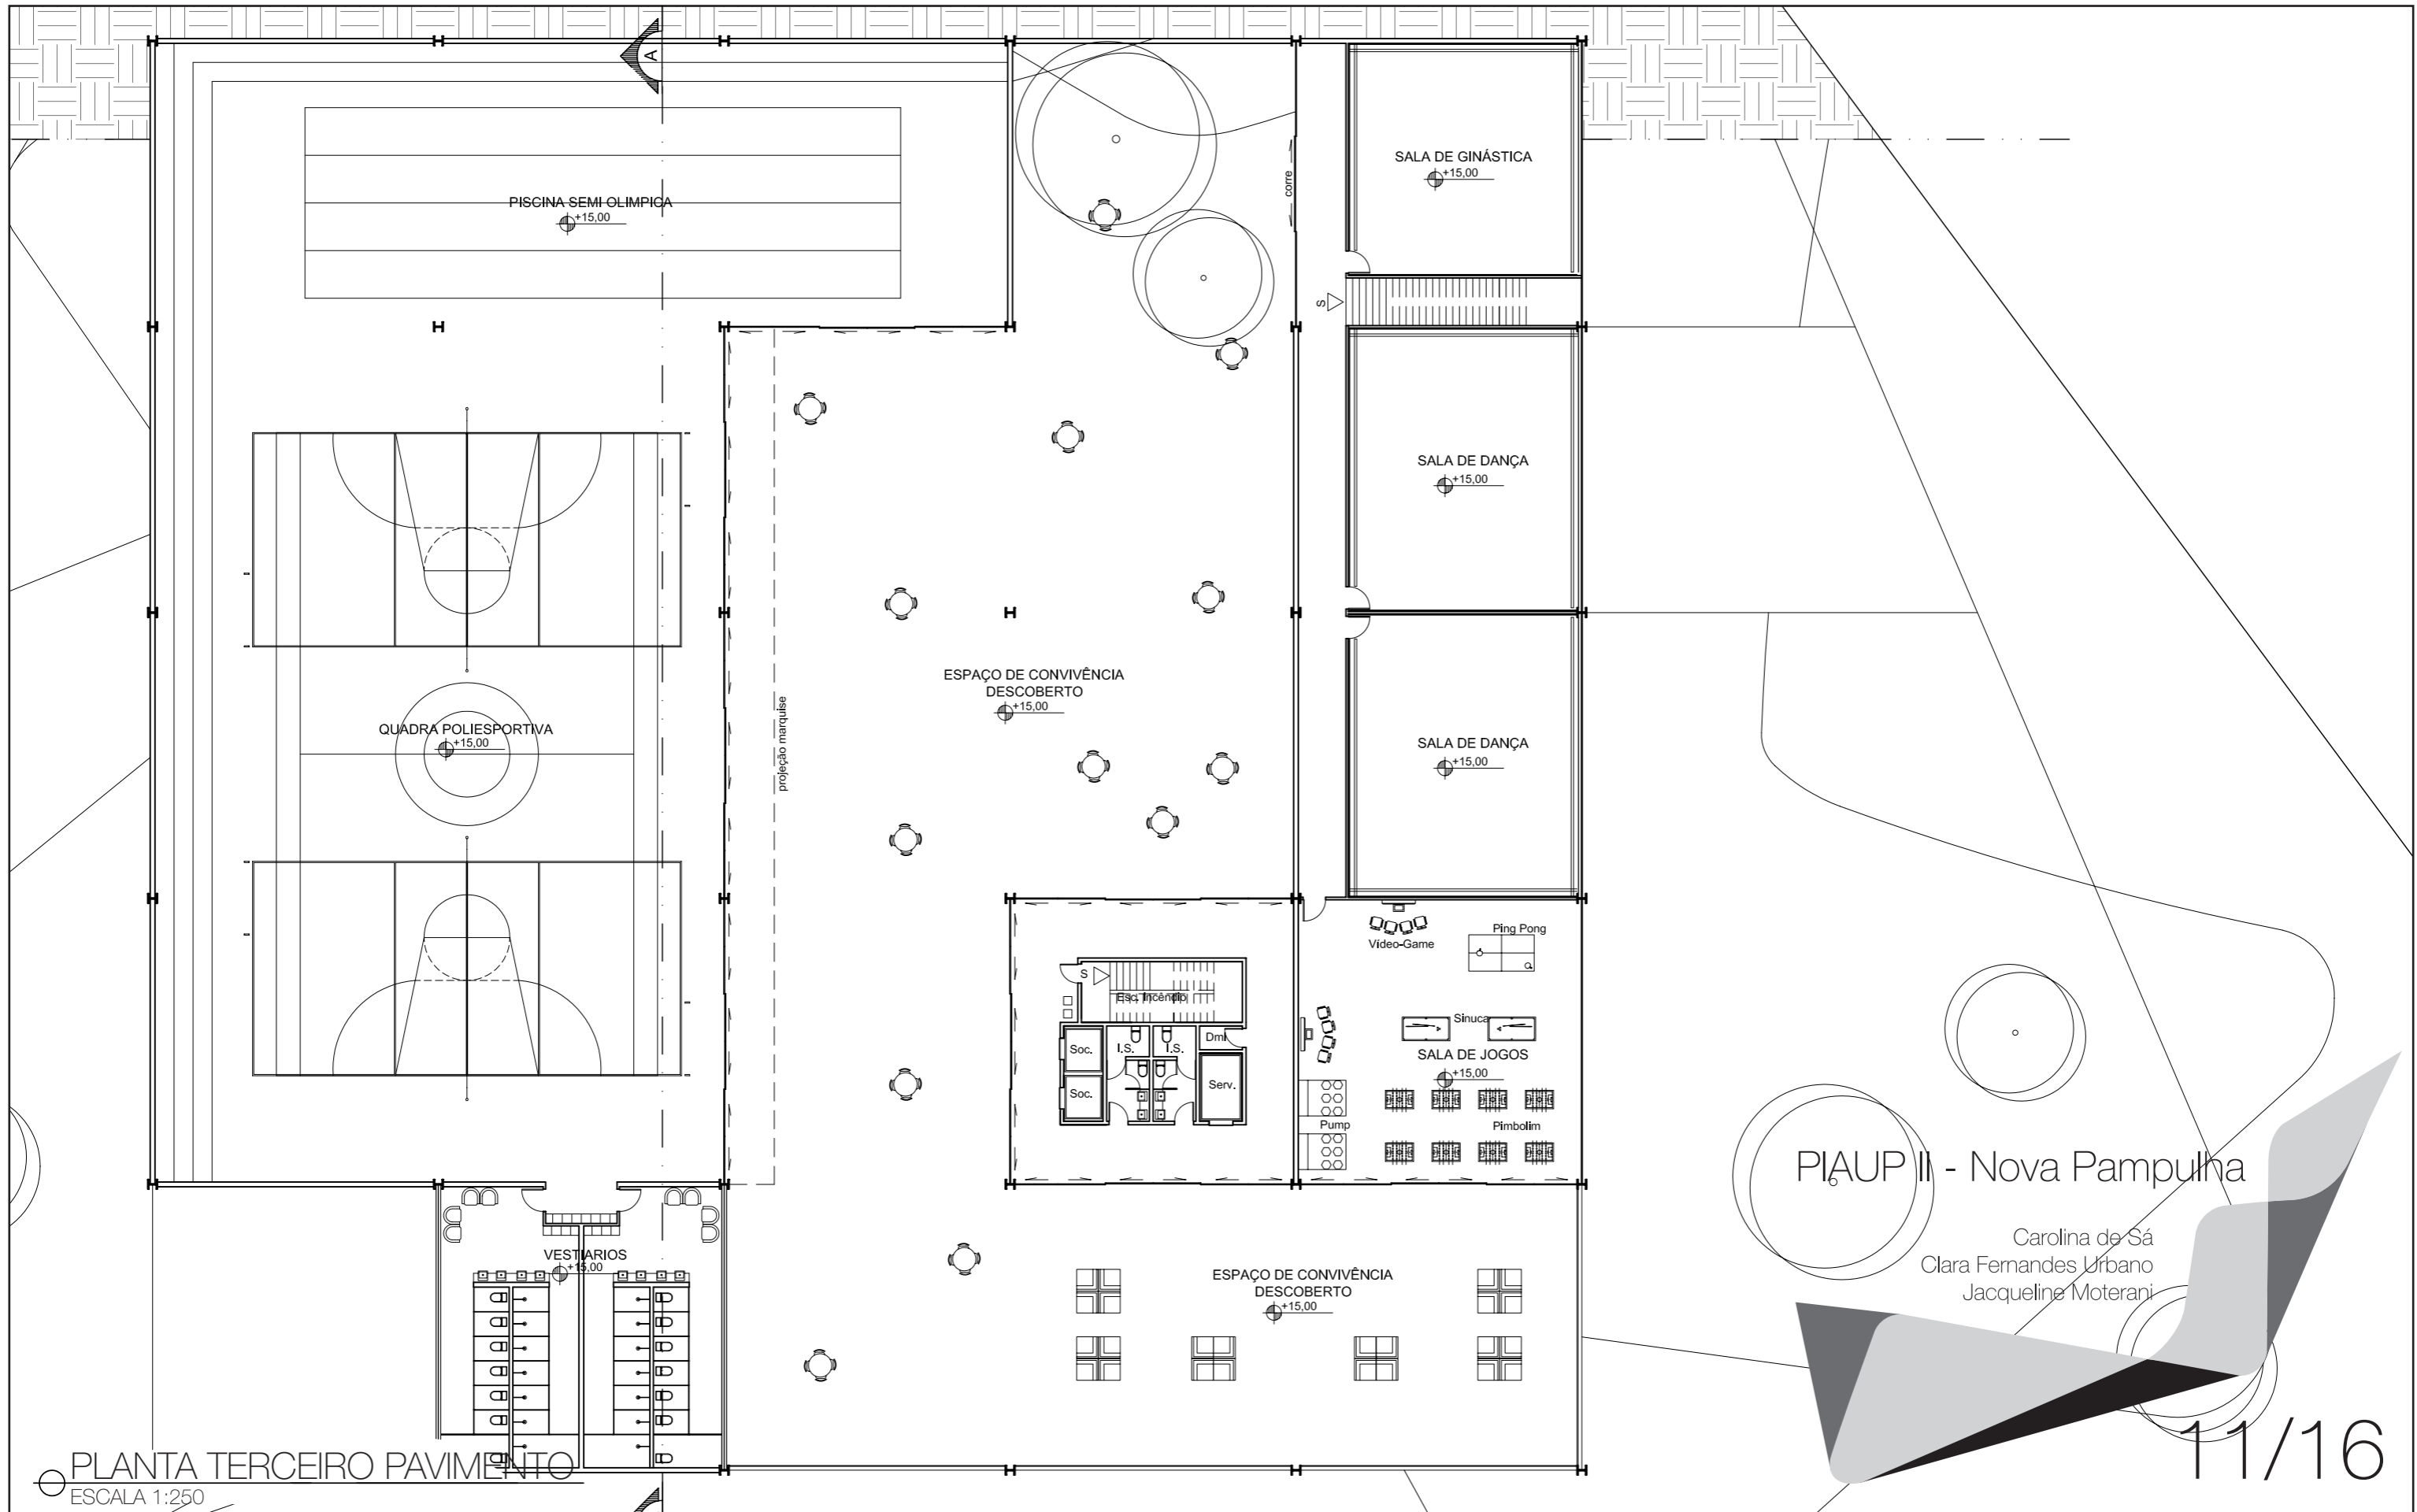 A
PISCINA SEMI OLIMPICA
+15,00
corre
SALA DE GINÁSTICA
+15,00
S
SALA DE DANÇA
+15,00
ESPAÇO DE CONVIVÊNCIA
DESCOBERTO
+15,00
projeção marquise
QUADRA POLIESPORTIVA
+15,00
SALA DE DANÇA
+15,00
Vídeo-Game
Ping Pong
S
Esc. Incêndio
Soc.
I.S.
I.S.
Dml
Soc.
Serv.
Sinuca
SALA DE JOGOS
+15,00
Pump
Pimbolim
VESTIARIOS
+15,00
ESPAÇO DE CONVIVÊNCIA
DESCOBERTO
+15,00
PIAUP II - Nova Pampulha
Carolina de Sá
Clara Fernandes Urbano
Jacqueline Moterani
PLANTA TERCEIRO PAVIMENTO
ESCALA 1:250
11/16